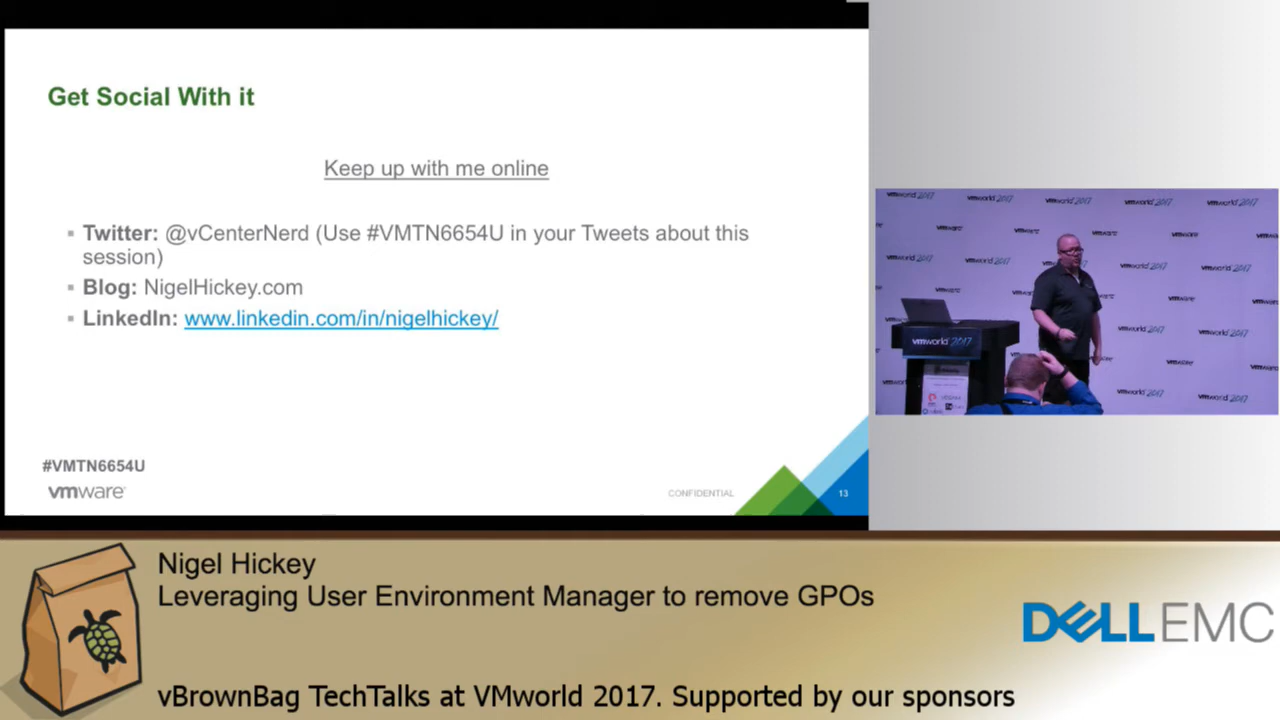 Get Social With it
Keep up with me online
Twitter: @vCenterNerd (Use #VMTN6654U in your Tweets about this
session)
Blog: NigelHickey.com
LinkedIn: www.linkedin.com/in/nigelhickey/
#VMTN6654U
vmware
CONFIDENTIAL
13
vmworld 2017
Nigel Hickey
Leveraging User Environment Manager to remove GPOs
DELL EMC
vBrownBag TechTalks at VMworld 2017. Supported by our sponsors